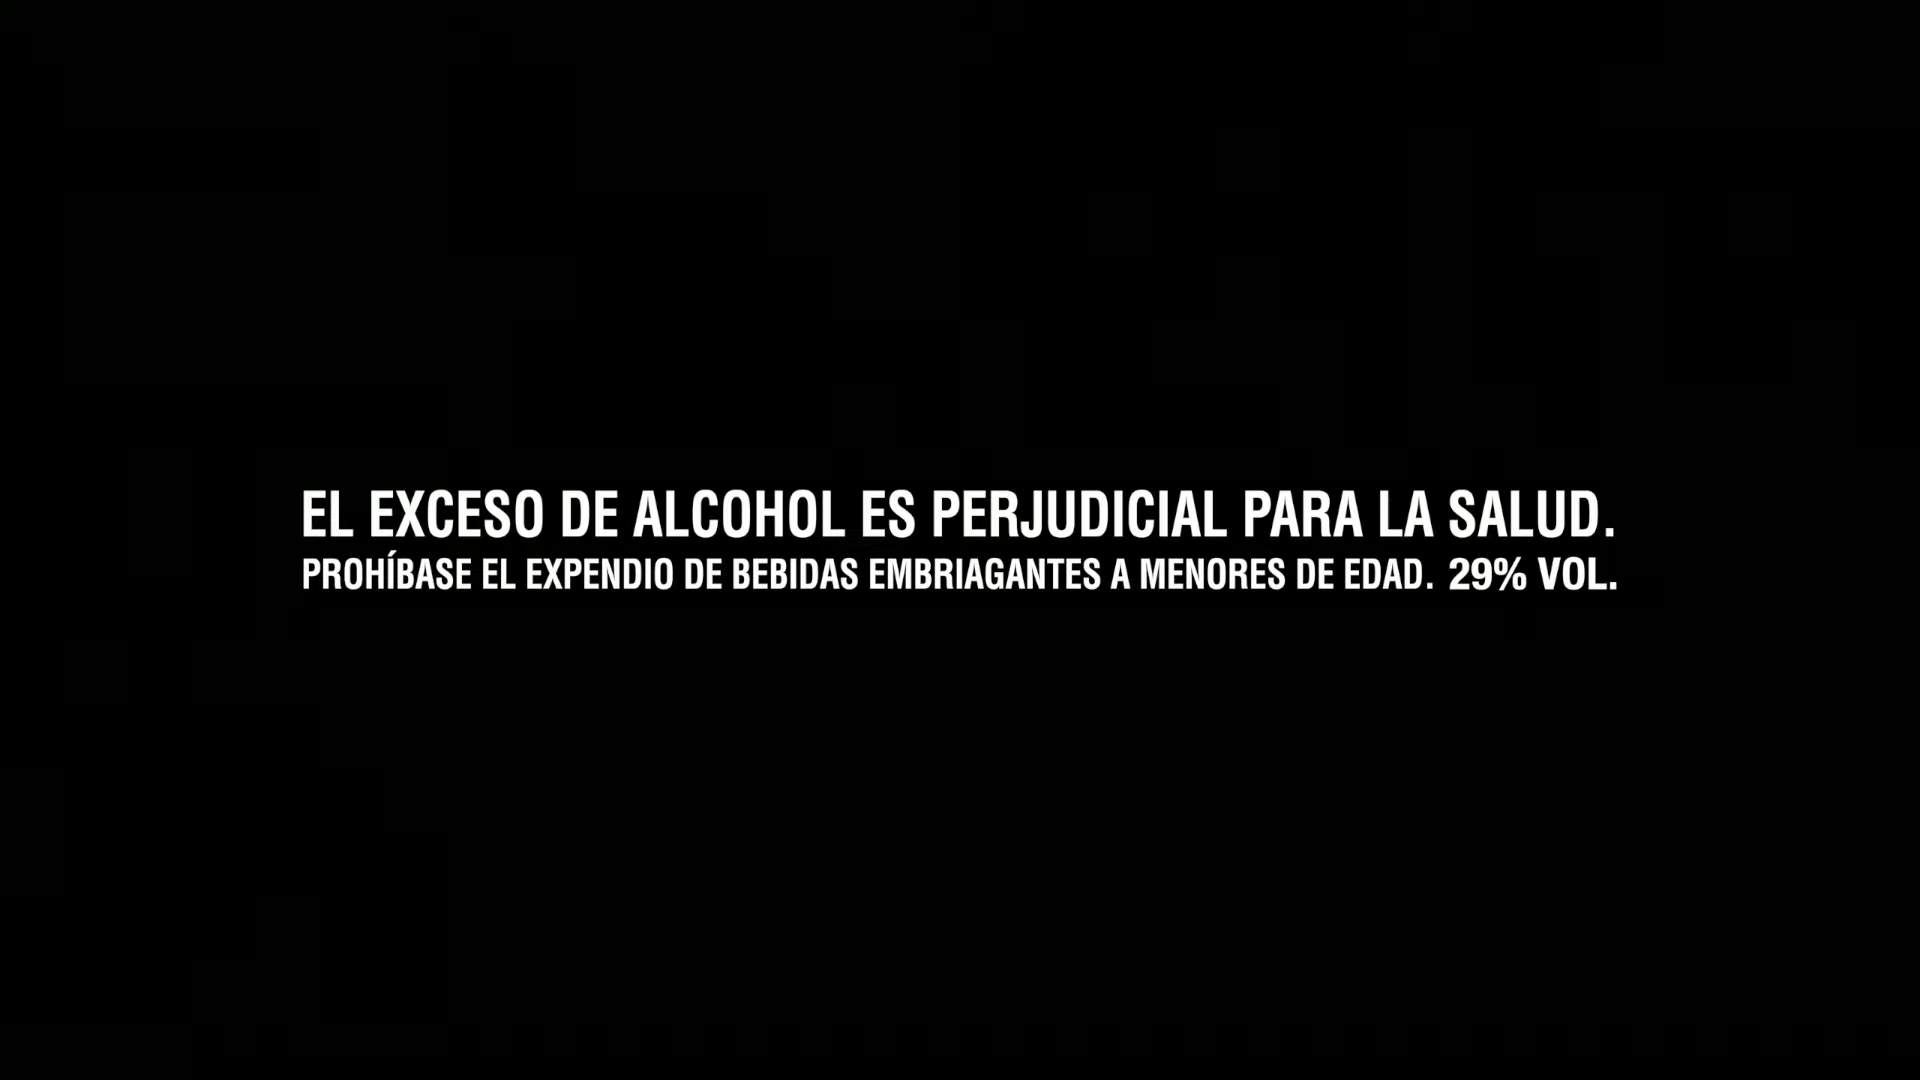 EL EXCESO DE ALCOHOL ES PERJUDICIAL PARA LA SALUD.
PROHÍBASE EL EXPENDIO DE BEBIDAS EMBRIAGANTES A MENORES DE EDAD. 29% VOL.